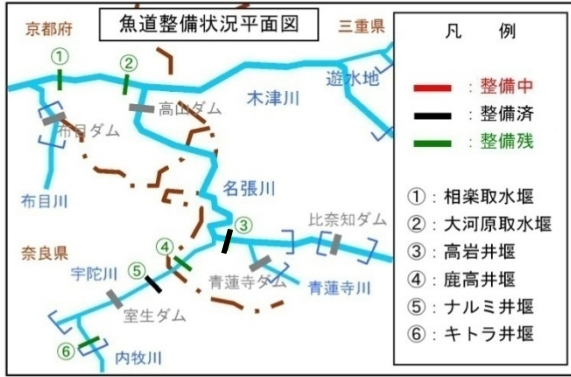 魚道整備状況平面図
京都府
三重県
①
②
遊水地
木津川
高山ダム
布目ダム
布目川
名張川
③
比奈知ダム
奈良県
④
宇陀川
⑤
青蓮寺ダム
青蓮寺川
室生ダム
⑥
内牧川
凡 例
：整備中
：整備済
：整備残
①：相楽取水堰
②：大河原取水堰
③：高岩井堰
④：鹿高井堰
⑤：ナルミ井堰
⑥：キトラ井堰